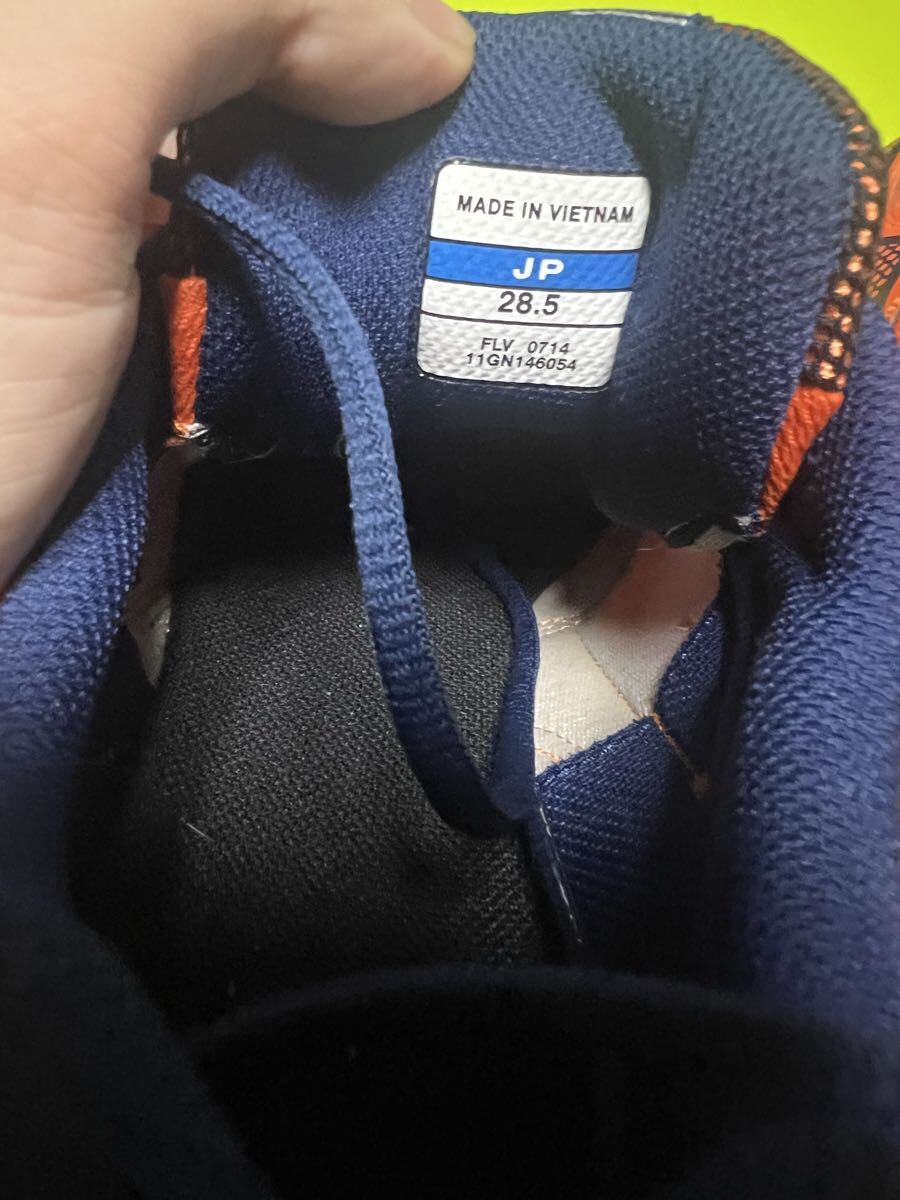 MADE IN VIETNAM
JP
28.5
FLV 0714
11GN146054